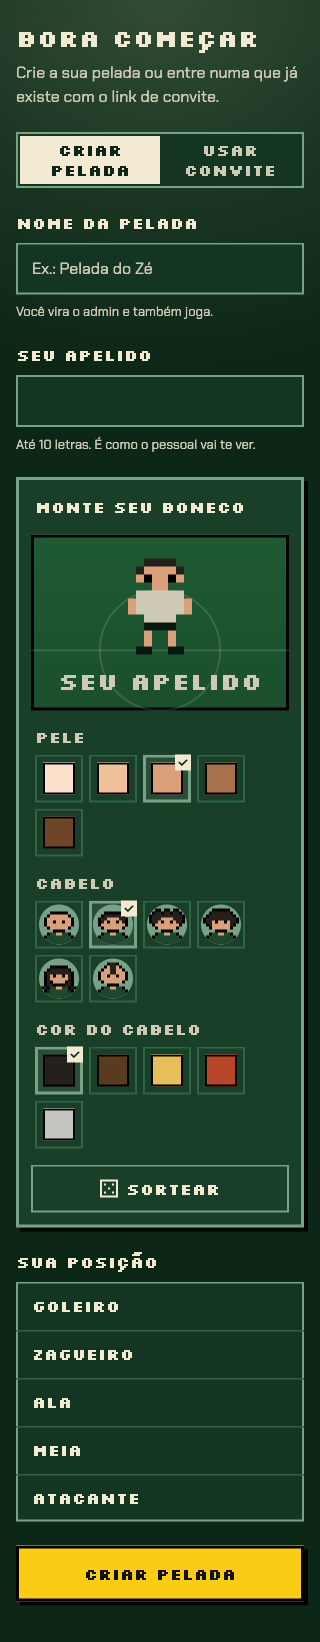 BORA COMEÇAR
Crie a sua pelada ou entre numa que já
existe com o link de convite.
CRIAR
PELADA
USAR
CONVITE
NOME DA PELADA
Ex.: Pelada do Zé
Você vira o admin e também joga.
SEU APELIDO
Até 10 letras. É como o pessoal vai te ver.
MONTE SEU BONECO
SEU APELIDO
PELE
CABELO
COR DO CABELO
SORTEAR
SUA POSIÇÃO
GOLEIRO
ZAGUEIRO
ALA
MEIA
ATACANTE
CRIAR PELADA